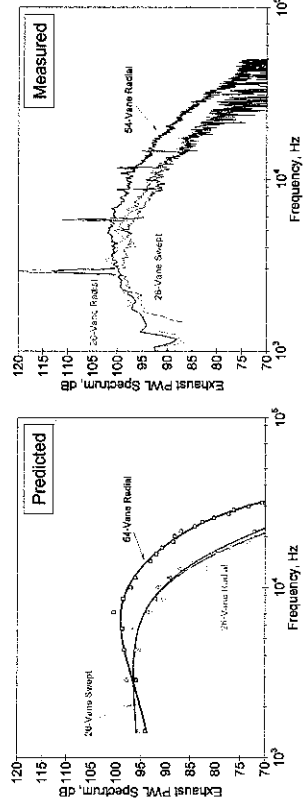 Predicted
120
115
110
105
100
95
90
85
80
75
70
Exhaust PWL Spectrum, dB
26-Vane Swept
54-Vane Radial
26-Vane Radial
10³
10⁴
10⁵
Frequency, Hz
Measured
120
115
110
105
100
95
90
85
80
75
70
Exhaust PWL Spectrum, dB
26-Vane Radial
54-Vane Radial
26-Vane Swept
10³
10⁴
10⁵
Frequency, Hz